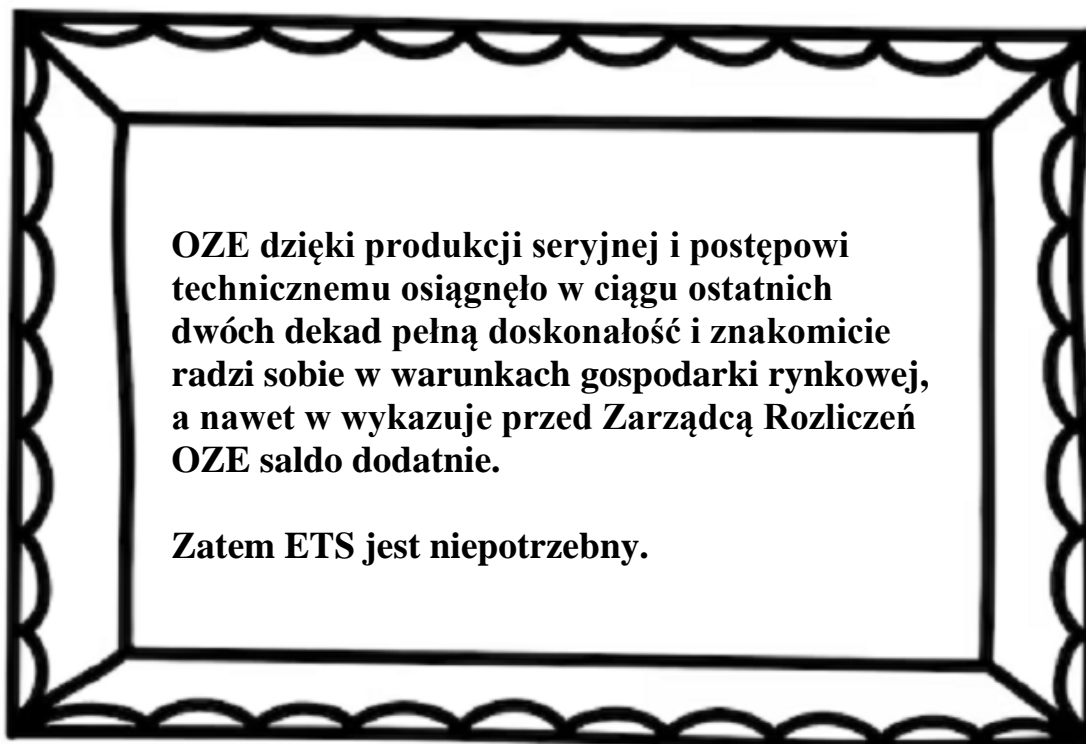 OZE dzięki produkcji seryjnej i postępowi
technicznemu osiągnęło w ciągu ostatnich
dwóch dekad pełną doskonałość i znakomicie
radzi sobie w warunkach gospodarki rynkowej,
a nawet w wykazuje przed Zarządcą Rozliczeń
OZE saldo dodatnie.
Zatem ETS jest niepotrzebny.